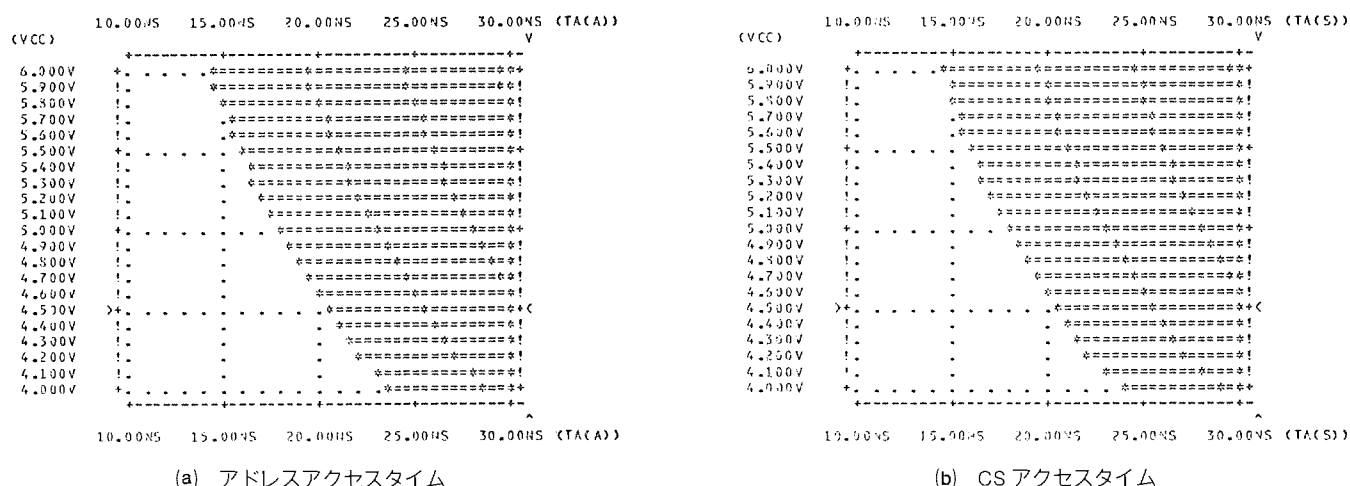 10.00NS 15.00NS 20.00NS 25.00NS 30.00NS (TA(A))
(VCC)
6.000V
5.900V
5.800V
5.700V
5.600V
5.500V
5.400V
5.300V
5.200V
5.100V
5.000V
4.900V
4.800V
4.700V
4.600V
4.500V
4.400V
4.300V
4.200V
4.100V
4.000V
10.00NS 15.00NS 20.00NS 25.00NS 30.00NS (TA(A))
(a) アドレスアクセスタイム
10.00NS 15.00NS 20.00NS 25.00NS 30.00NS (TA(S))
(VCC)
6.000V
5.900V
5.800V
5.700V
5.600V
5.500V
5.400V
5.300V
5.200V
5.100V
5.000V
4.900V
4.800V
4.700V
4.600V
4.500V
4.400V
4.300V
4.200V
4.100V
4.000V
10.00NS 15.00NS 20.00NS 25.00NS 30.00NS (TA(S))
(b) CS アクセスタイム